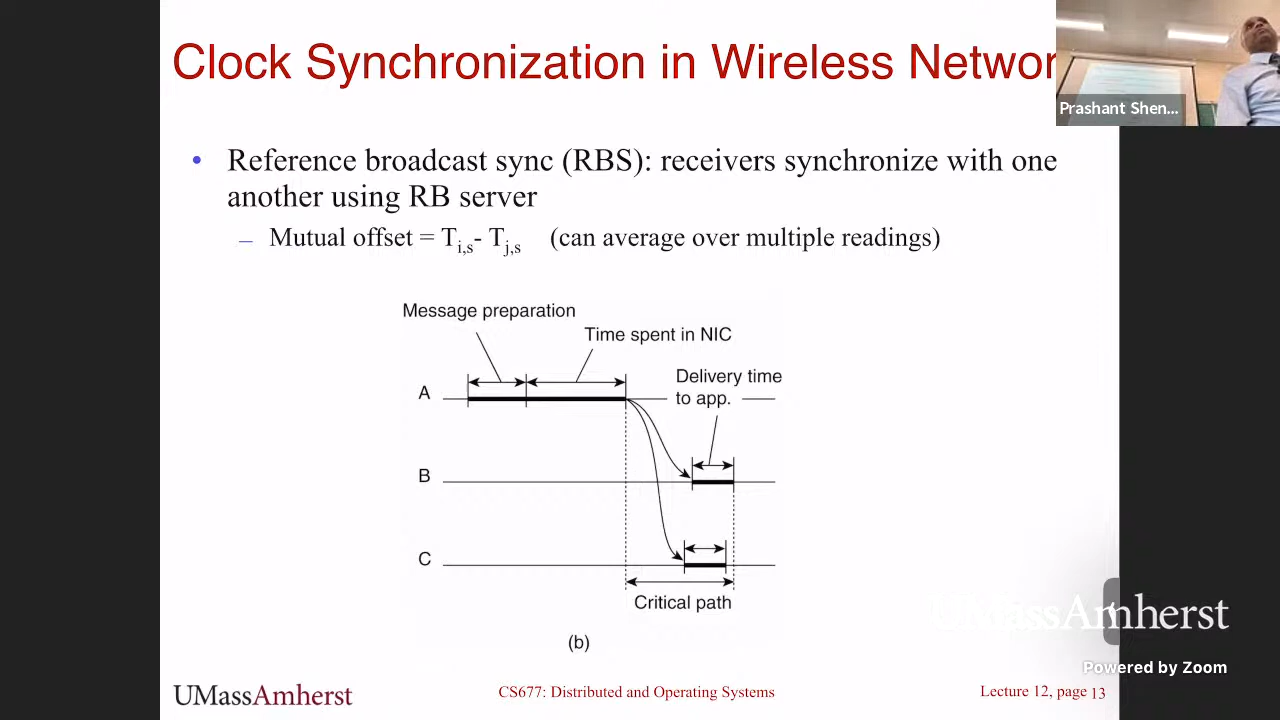 Clock Synchronization in Wireless Networ
Prashant Shen...
• Reference broadcast sync (RBS): receivers synchronize with one
another using RB server
– Mutual offset = Ti,s- Tj,s (can average over multiple readings)
Message preparation
Time spent in NIC
Delivery time
to app.
A
B
C
Critical path
(b)
UMassAmherst
Powered by Zoom
UMassAmherst
CS677: Distributed and Operating Systems
Lecture 12, page 13